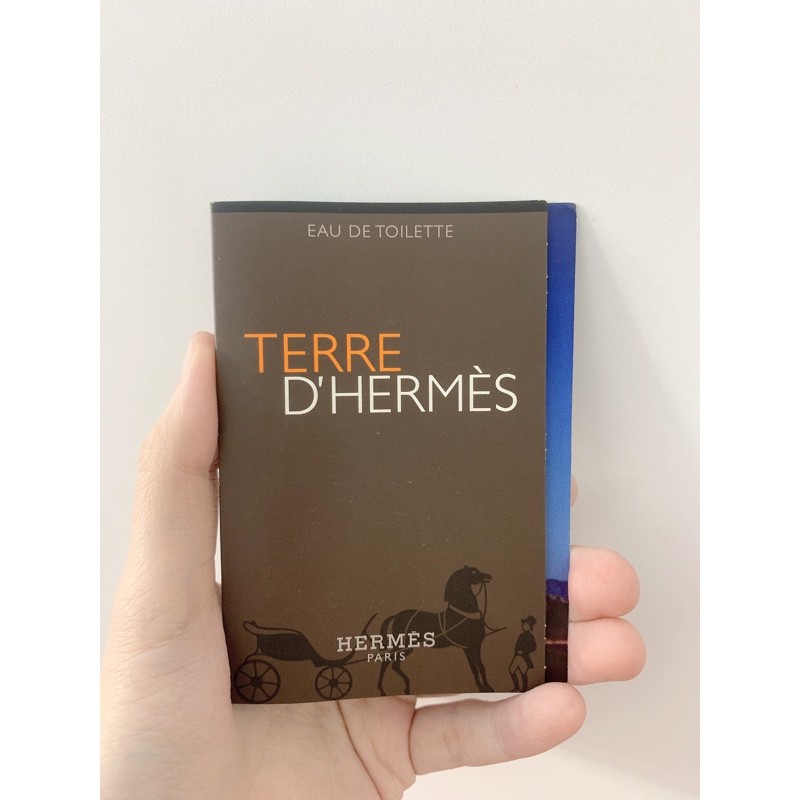 EAU DE TOILETTE
TERRE
D'HERMÈS
HERMÈS
PARIS